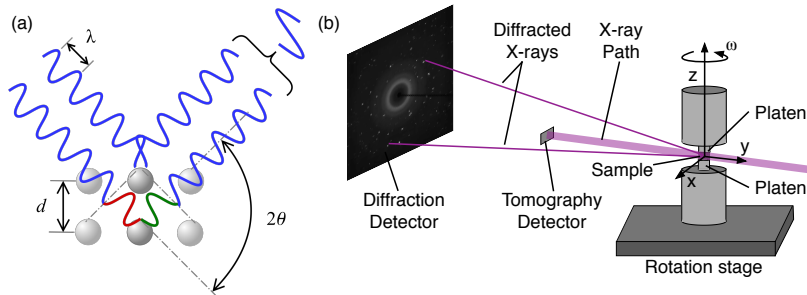 (a)
λ
d
2θ
(b)
Diffracted
X-rays
X-ray
Path
ω
z
Platen
y
Sample
x
Platen
Diffraction
Detector
Tomography
Detector
Rotation stage